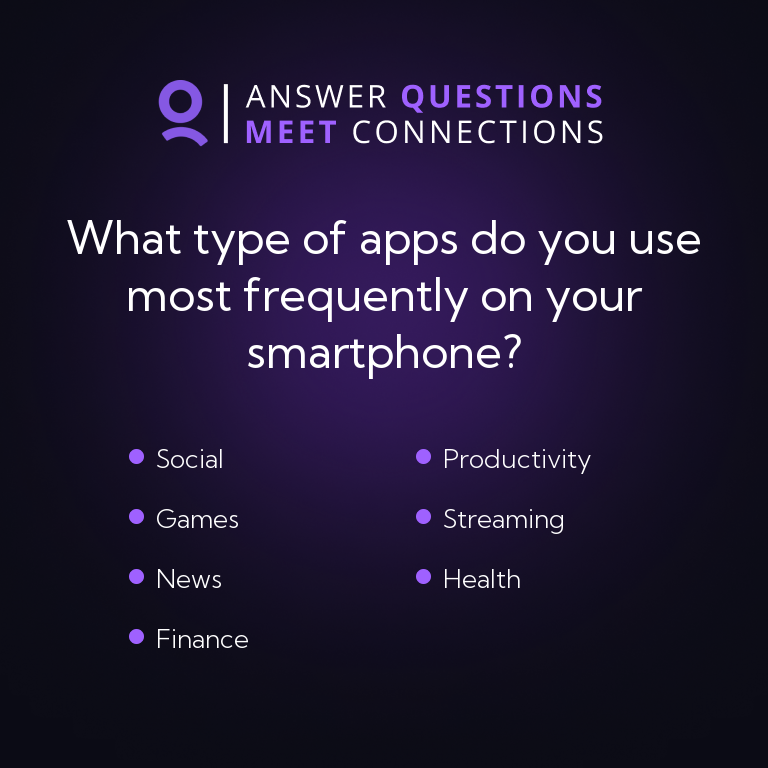 ANSWER QUESTIONS
MEET CONNECTIONS
What type of apps do you use
most frequently on your
smartphone?
Social
Games
News
Finance
Productivity
Streaming
Health